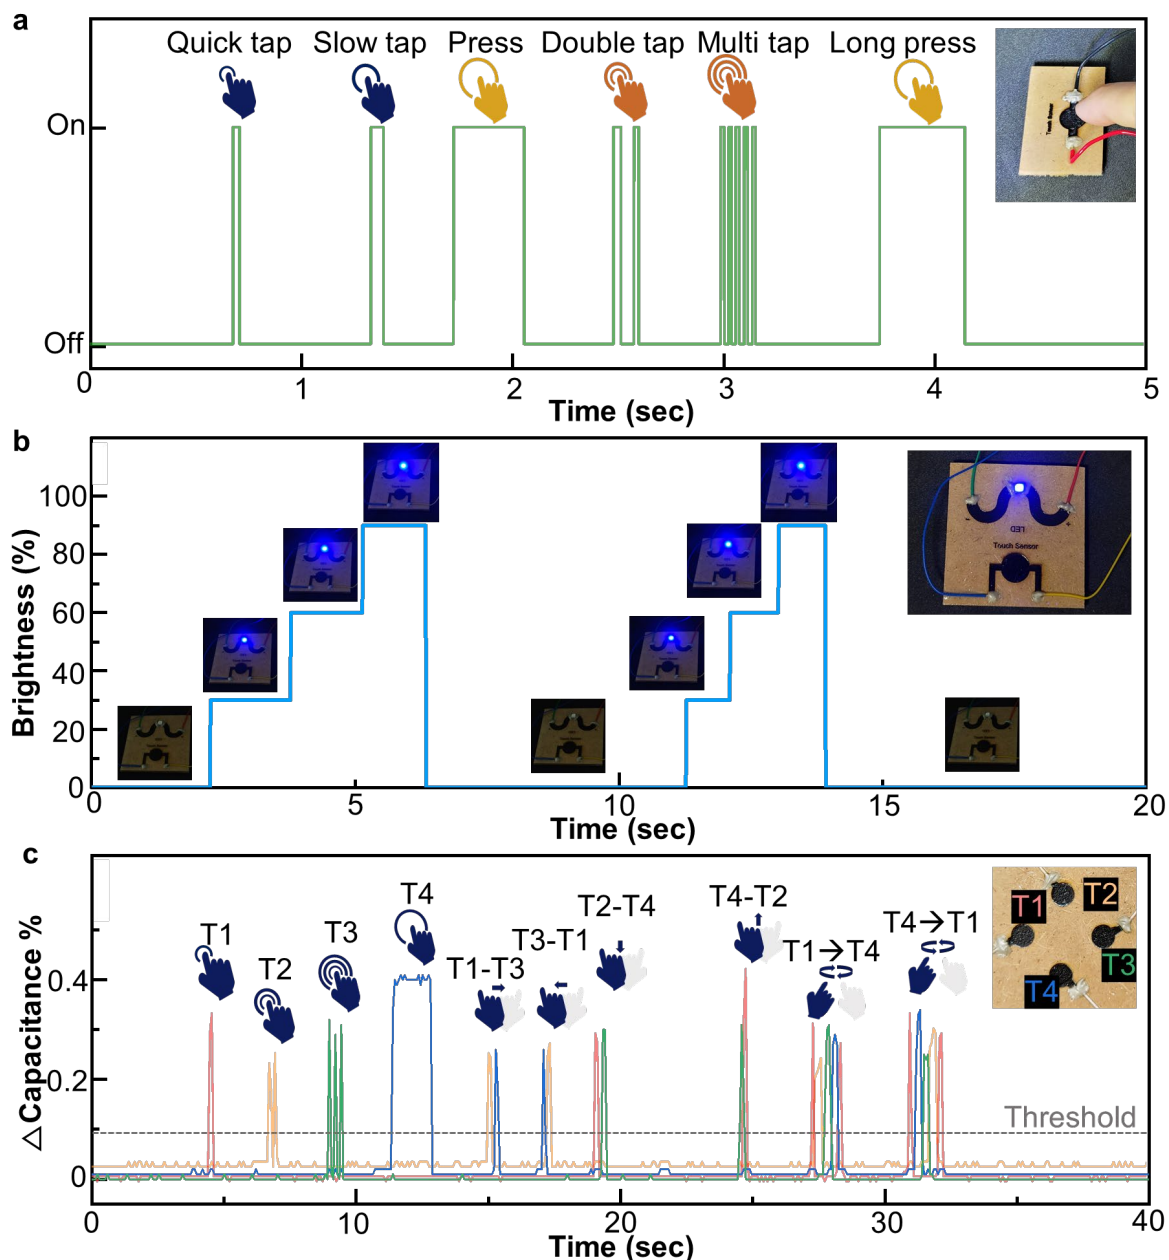 a
Quick tap Slow tap Press Double tap Multi tap Long press
On
Touch Sensor
Off
0 1 2 3 4 5
Time (sec)
b
100
80
60
40
20
0
Brightness (%)
LED
Touch Sensor
- +
0 5 10 15 20
Time (sec)
c
T1
T2
T3
T4
T1-T3
T3-T1
T2-T4
T4-T2
T1→T4
T4→T1
T1 T2
T3
T4
0.4
0.2
0
△Capacitance %
Threshold
0 10 20 30 40
Time (sec)